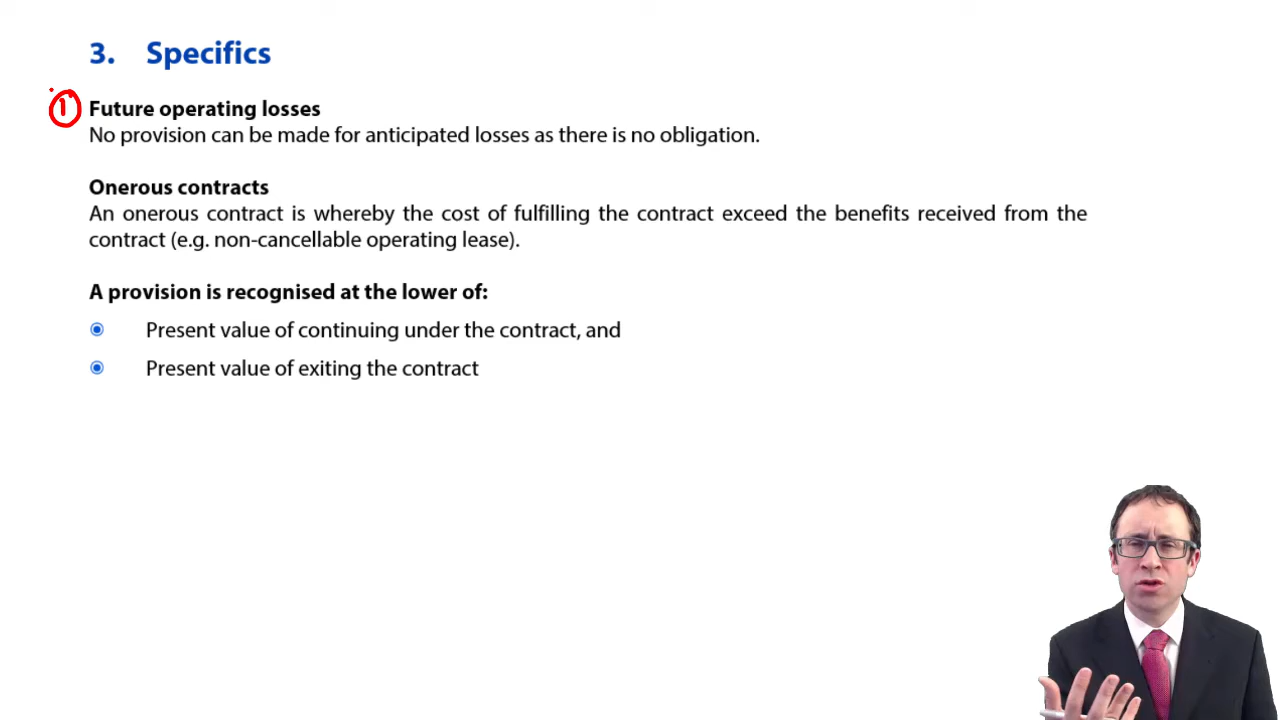 3. Specifics
1 Future operating losses
No provision can be made for anticipated losses as there is no obligation.
Onerous contracts
An onerous contract is whereby the cost of fulfilling the contract exceed the benefits received from the
contract (e.g. non-cancellable operating lease).
A provision is recognised at the lower of:
Present value of continuing under the contract, and
Present value of exiting the contract